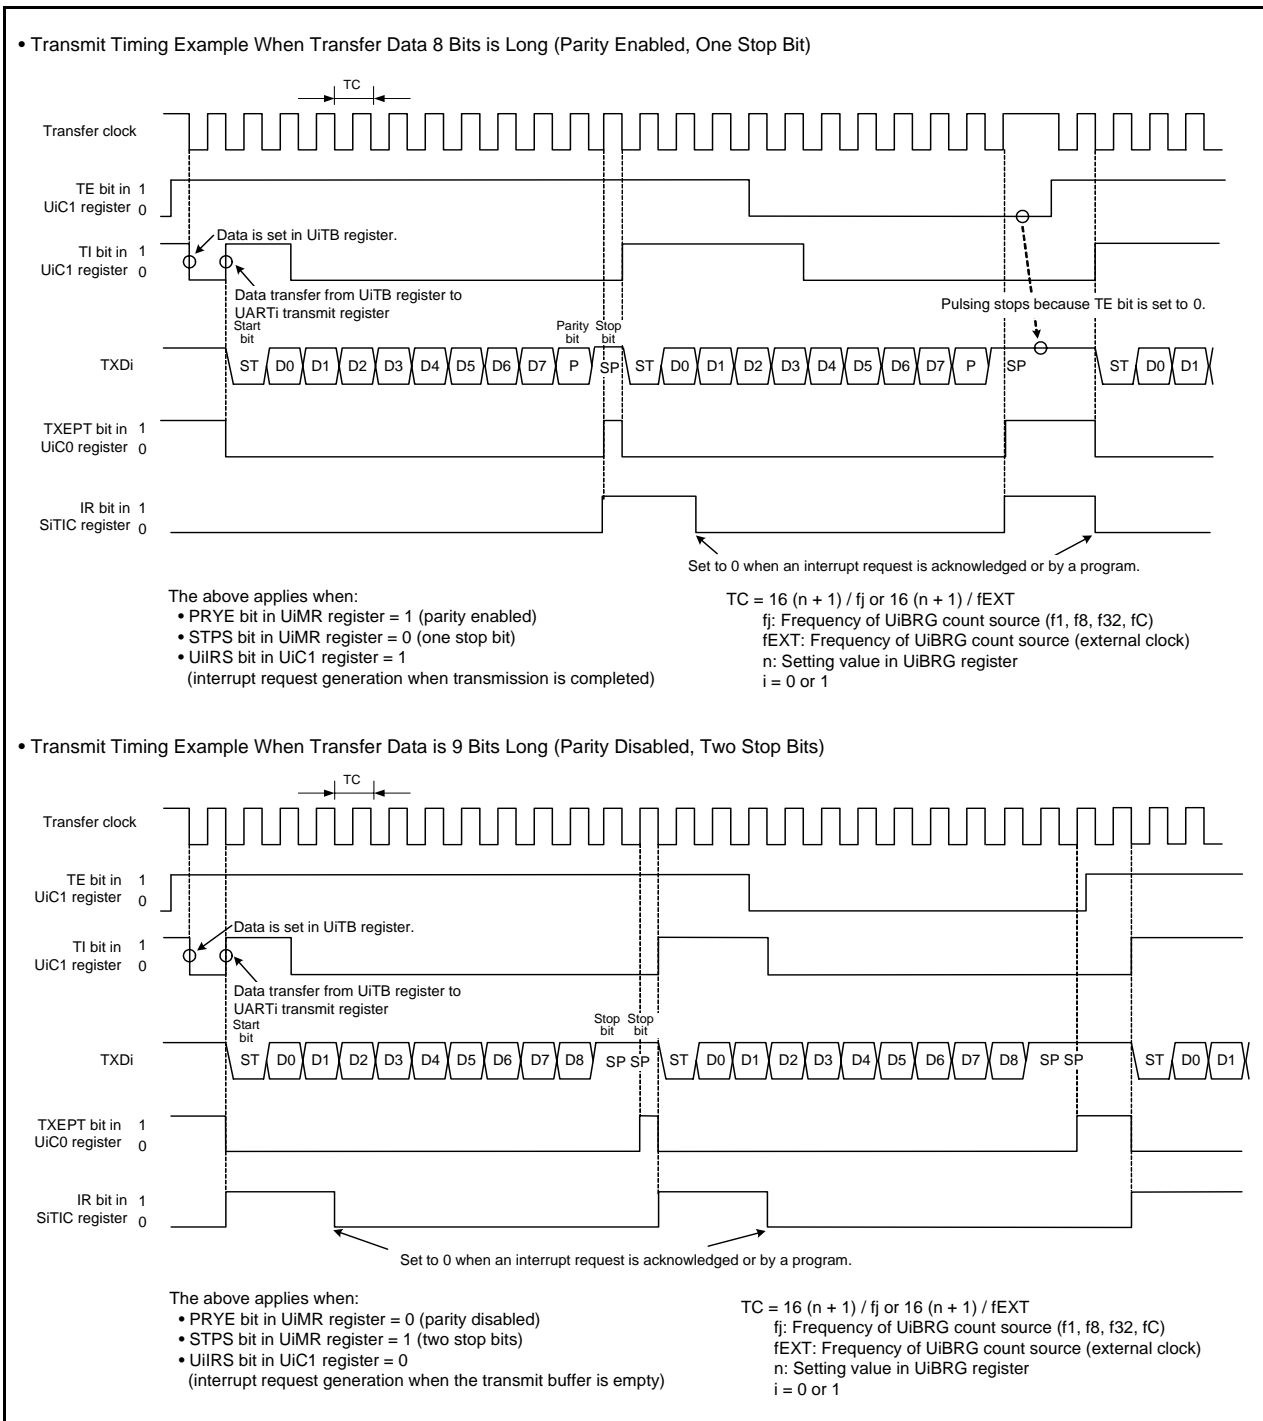 • Transmit Timing Example When Transfer Data 8 Bits is Long (Parity Enabled, One Stop Bit)
TC
Transfer clock
TE bit in 1
UiC1 register 0
Data is set in UiTB register.
TI bit in 1
UiC1 register 0
Data transfer from UiTB register to
UARTi transmit register
Pulsing stops because TE bit is set to 0.
Start bit
Parity bit
Stop bit
TXDi
ST D0 D1 D2 D3 D4 D5 D6 D7 P SP ST D0 D1 D2 D3 D4 D5 D6 D7 P SP ST D0 D1
TXEPT bit in 1
UiC0 register 0
IR bit in 1
SiTIC register 0
Set to 0 when an interrupt request is acknowledged or by a program.
The above applies when:
• PRYE bit in UiMR register = 1 (parity enabled)
• STPS bit in UiMR register = 0 (one stop bit)
• UiIRS bit in UiC1 register = 1
(interrupt request generation when transmission is completed)
TC = 16 (n + 1) / fj or 16 (n + 1) / fEXT
fj: Frequency of UiBRG count source (f1, f8, f32, fC)
fEXT: Frequency of UiBRG count source (external clock)
n: Setting value in UiBRG register
i = 0 or 1
• Transmit Timing Example When Transfer Data is 9 Bits Long (Parity Disabled, Two Stop Bits)
TC
Transfer clock
TE bit in 1
UiC1 register 0
Data is set in UiTB register.
TI bit in 1
UiC1 register 0
Data transfer from UiTB register to
UARTi transmit register
Start bit
Stop bit
Stop bit
TXDi
ST D0 D1 D2 D3 D4 D5 D6 D7 D8 SP SP ST D0 D1 D2 D3 D4 D5 D6 D7 D8 SP SP ST D0 D1
TXEPT bit in 1
UiC0 register 0
IR bit in 1
SiTIC register 0
Set to 0 when an interrupt request is acknowledged or by a program.
The above applies when:
• PRYE bit in UiMR register = 0 (parity disabled)
• STPS bit in UiMR register = 1 (two stop bits)
• UiIRS bit in UiC1 register = 0
(interrupt request generation when the transmit buffer is empty)
TC = 16 (n + 1) / fj or 16 (n + 1) / fEXT
fj: Frequency of UiBRG count source (f1, f8, f32, fC)
fEXT: Frequency of UiBRG count source (external clock)
n: Setting value in UiBRG register
i = 0 or 1